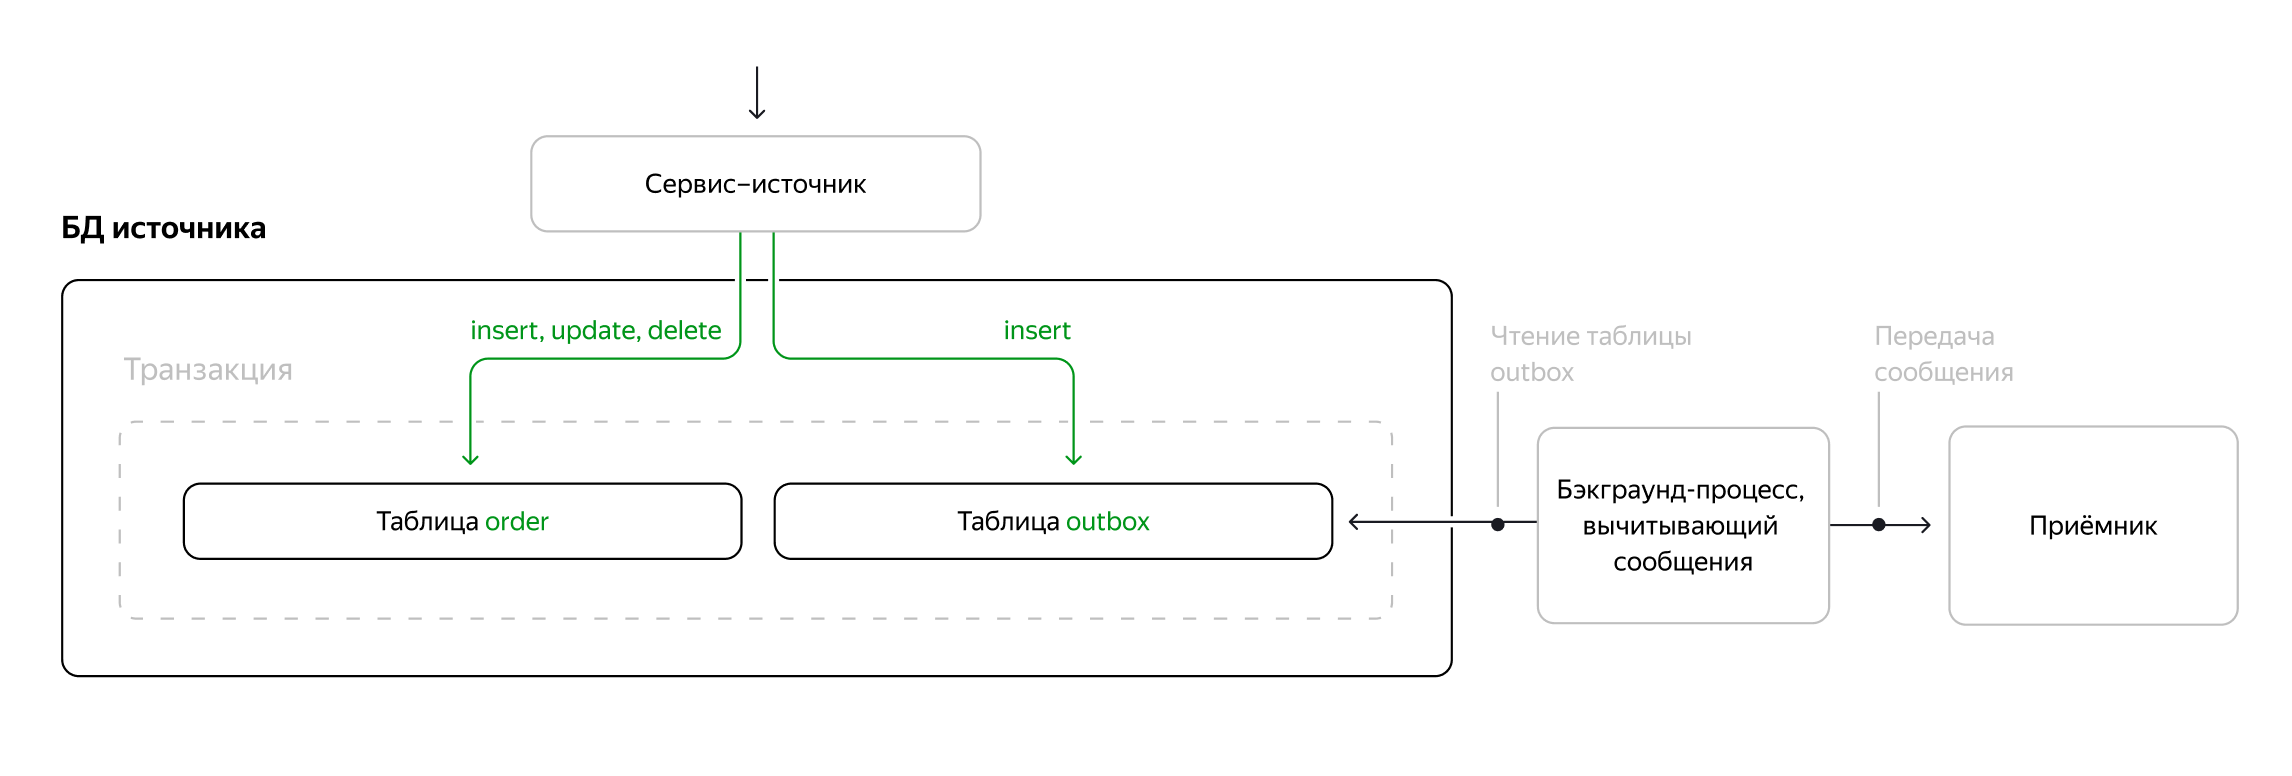 Сервис–источник
БД источника
insert, update, delete
insert
Транзакция
Таблица order
Таблица outbox
Чтение таблицы
outbox
Передача
сообщения
Бэкграунд-процесс,
вычитывающий
сообщения
Приёмник